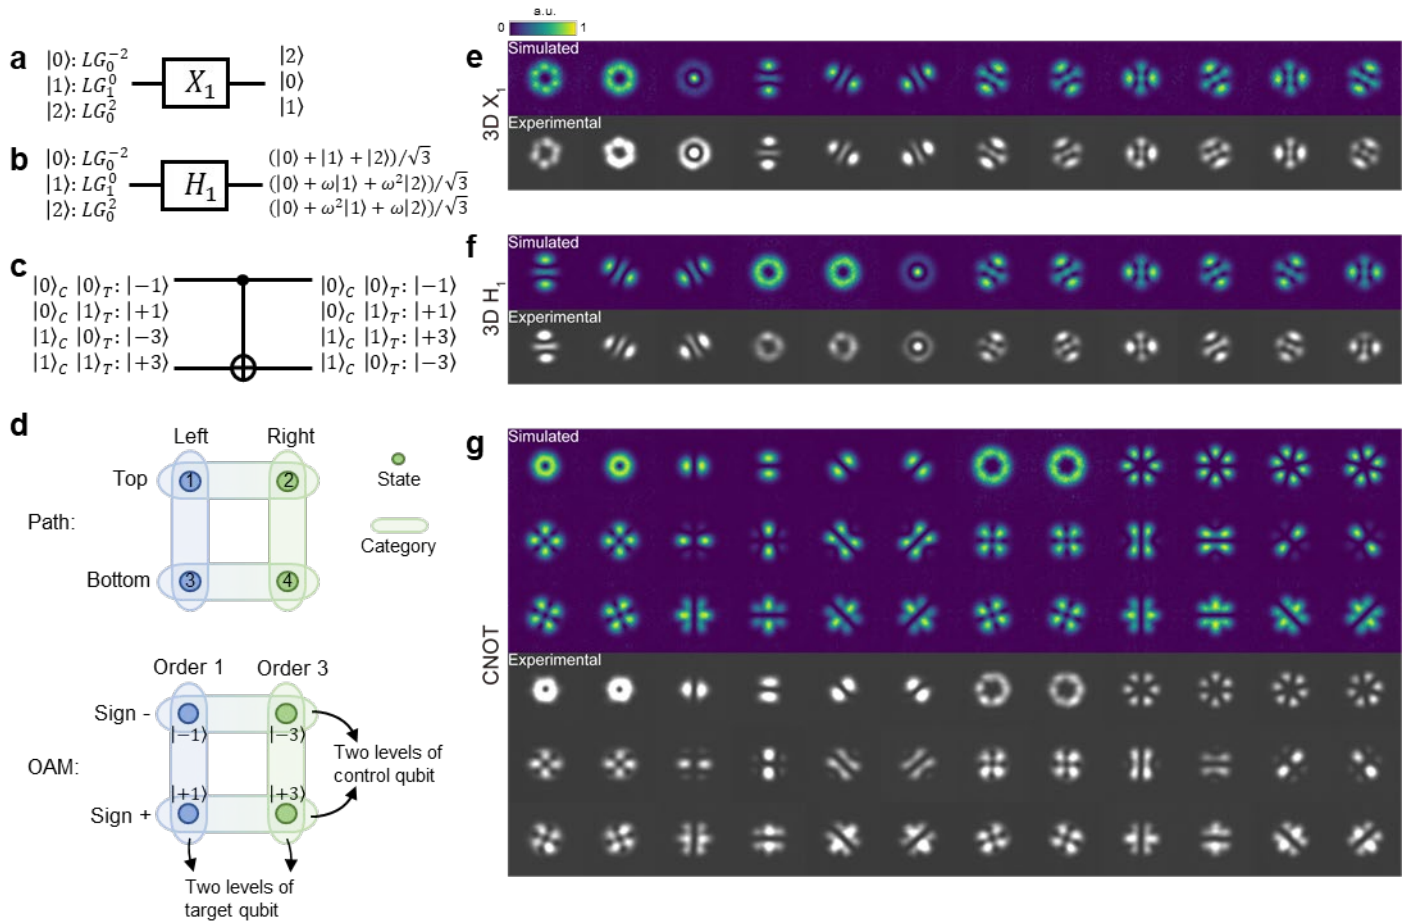 a
|0⟩: LG₀⁻²
|1⟩: LG₁⁰
|2⟩: LG₀²
X₁
|2⟩
|0⟩
|1⟩
b
|0⟩: LG₀⁻²
|1⟩: LG₁⁰
|2⟩: LG₀²
H₁
(|0⟩ + |1⟩ + |2⟩)/√3
(|0⟩ + ω|1⟩ + ω²|2⟩)/√3
(|0⟩ + ω²|1⟩ + ω|2⟩)/√3
c
|0⟩C |0⟩T: |−1⟩
|0⟩C |1⟩T: |+1⟩
|1⟩C |0⟩T: |−3⟩
|1⟩C |1⟩T: |+3⟩
|0⟩C |0⟩T: |−1⟩
|0⟩C |1⟩T: |+1⟩
|1⟩C |1⟩T: |+3⟩
|1⟩C |0⟩T: |−3⟩
d
Left Right
Top
1 2
State
Path:
Category
Bottom
3 4
Order 1 Order 3
Sign -
|−1⟩ |−3⟩
OAM:
Two levels of
control qubit
|+1⟩ |+3⟩
Sign +
Two levels of
target qubit
a.u.
0 1
e
3D X₁
Simulated
Experimental
f
3D H₁
Simulated
Experimental
g
CNOT
Simulated
Experimental